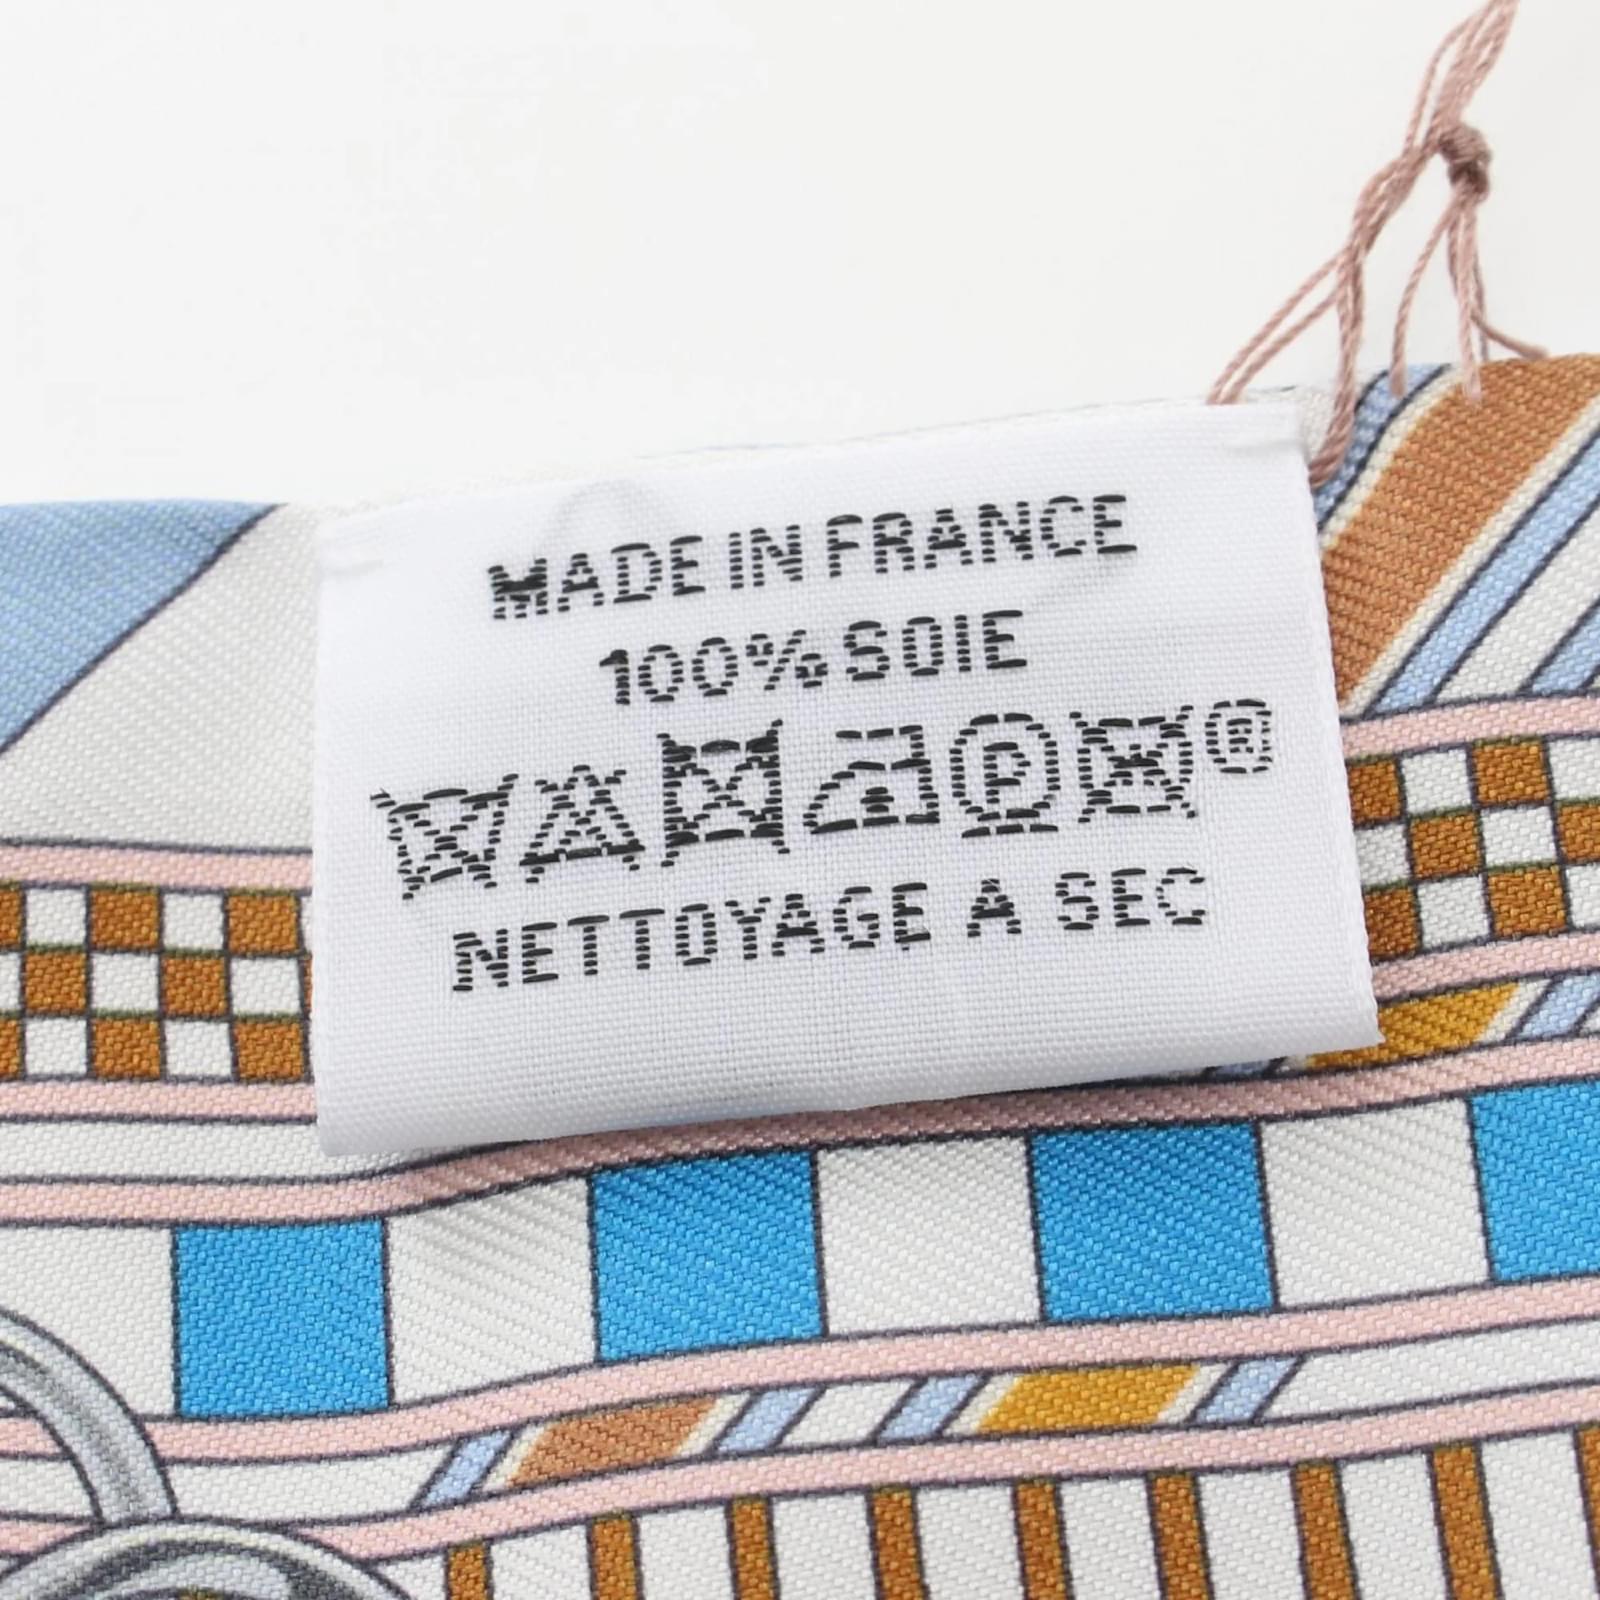 MADE IN FRANCE
100% SOIE
P ®
NETTOYAGE A SEC